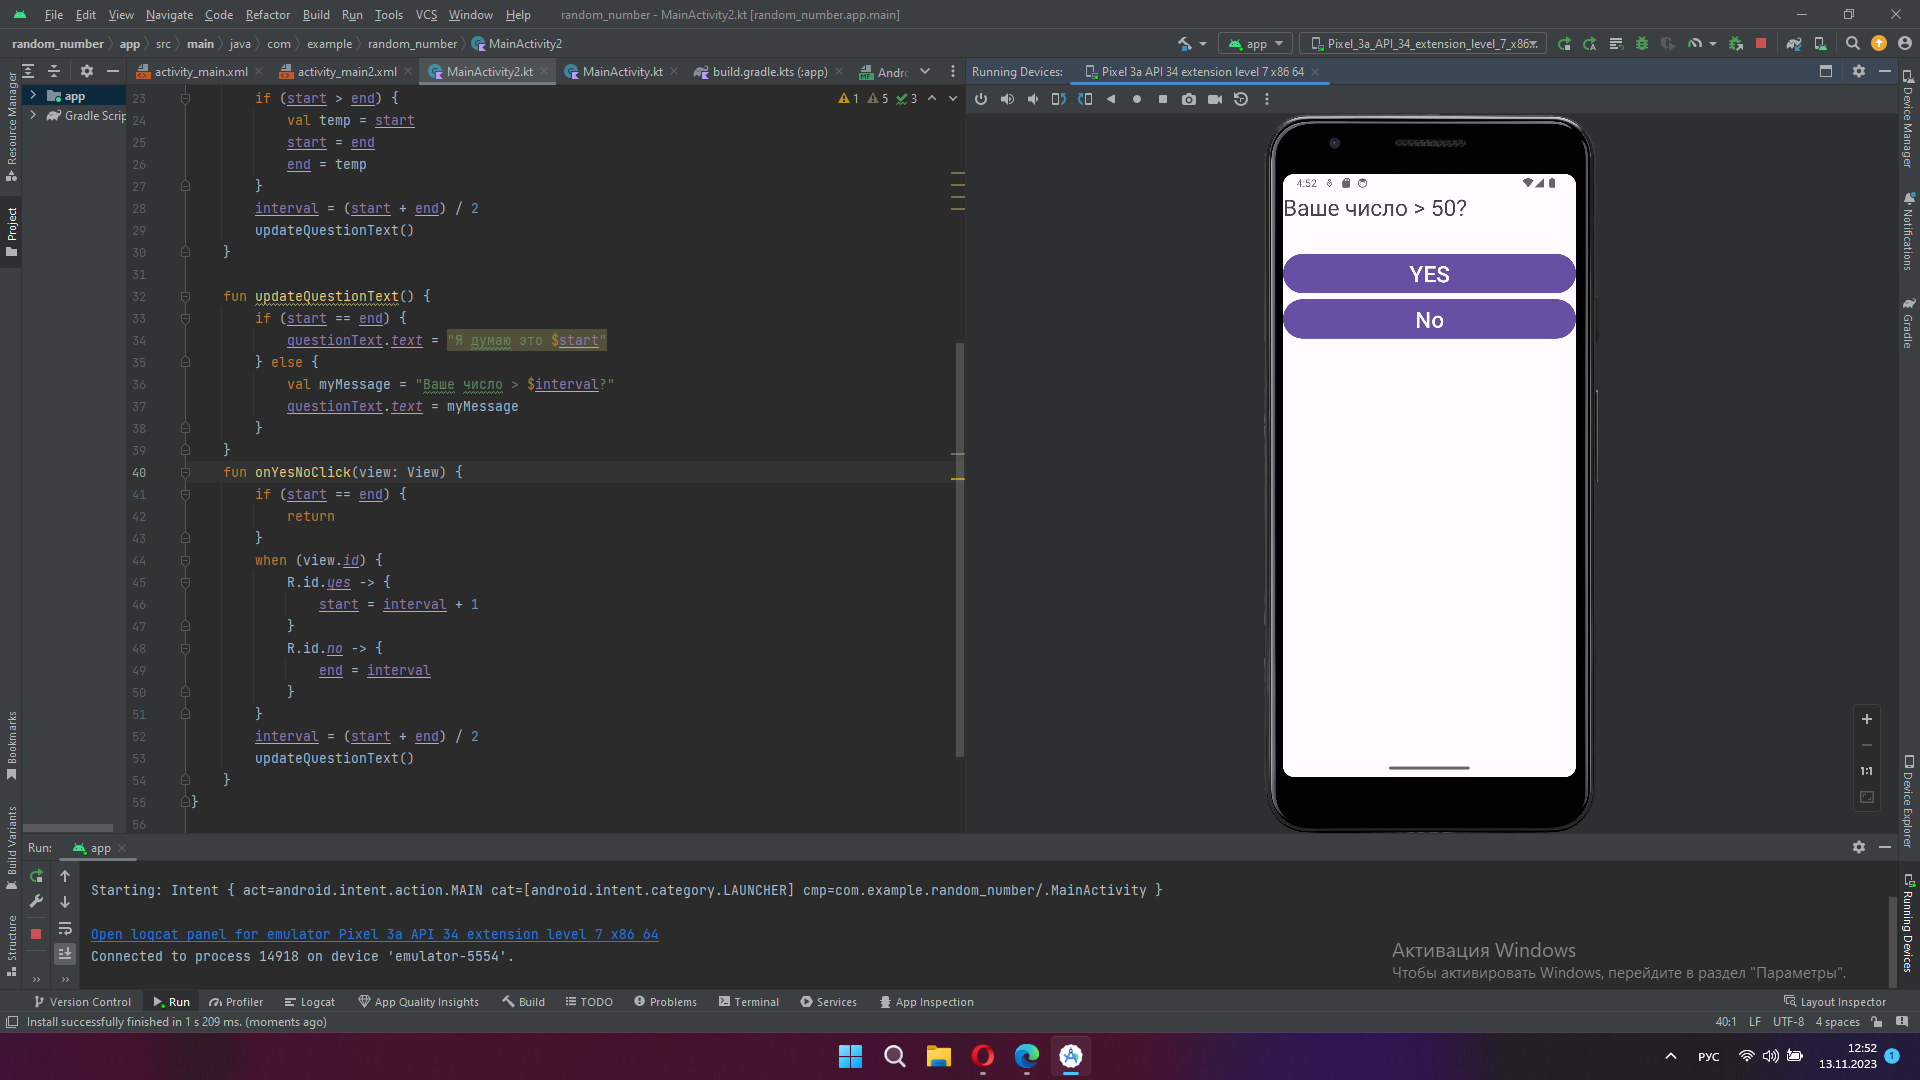 File Edit View Navigate Code Refactor Build Run Tools VCS Window Help random_number - MainActivity2.kt [random_number.app.main]
random_number app src main java com example random_number MainActivity2 app Pixel_3a_API_34_extension_level_7_x86
activity_main.xml activity_main2.xml MainActivity2.kt MainActivity.kt build.gradle.kts (:app) Andr Running Devices: Pixel 3a API 34 extension level 7 x86 64
app
Gradle Scrip
Resource Manager
Project
Bookmarks
Build Variants
Structure
1 5 3
23 if (start > end) {
24 val temp = start
25 start = end
26 end = temp
27 }
28 interval = (start + end) / 2
29 updateQuestionText()
30 }
31
32 fun updateQuestionText() {
33 if (start == end) {
34 questionText.text = "Я думаю это $start"
35 } else {
36 val myMessage = "Ваше число > $interval?"
37 questionText.text = myMessage
38 }
39 }
40 fun onYesNoClick(view: View) {
41 if (start == end) {
42 return
43 }
44 when (view.id) {
45 R.id.yes -> {
46 start = interval + 1
47 }
48 R.id.no -> {
49 end = interval
50 }
51 }
52 interval = (start + end) / 2
53 updateQuestionText()
54 }
55 }
56
4:52
Ваше число > 50?
YES
No
1:1
Device Manager
Notifications
Gradle
Device Explorer
Running Devices
Run: app
Starting: Intent { act=android.intent.action.MAIN cat=[android.intent.category.LAUNCHER] cmp=com.example.random_number/.MainActivity }
Open logcat panel for emulator Pixel 3a API 34 extension level 7 x86 64
Connected to process 14918 on device 'emulator-5554'.
Активация Windows
Чтобы активировать Windows, перейдите в раздел "Параметры".
Version Control Run Profiler Logcat App Quality Insights Build TODO Problems Terminal Services App Inspection Layout Inspector
Install successfully finished in 1 s 209 ms. (moments ago) 40:1 LF UTF-8 4 spaces
РУС 12:52
13.11.2023 1